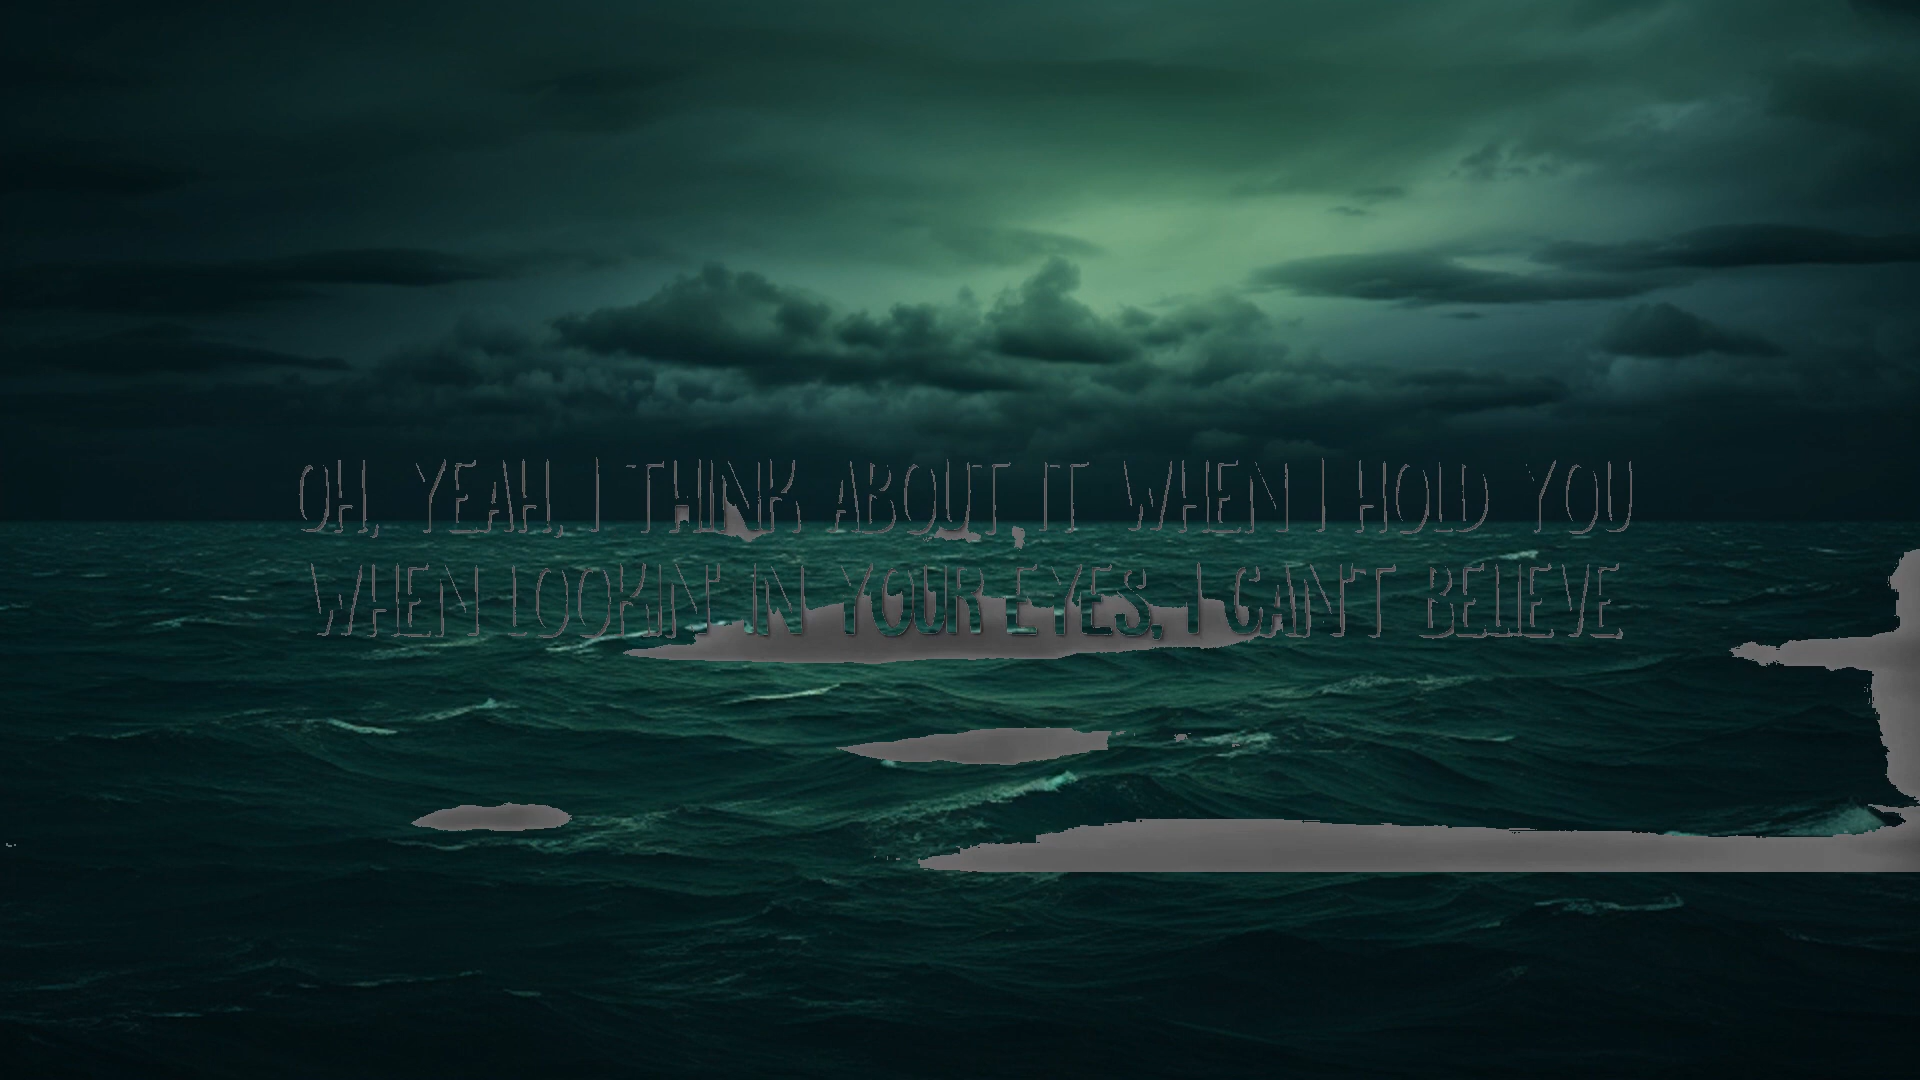 OH, YEAH, I THINK ABOUT IT WHEN I HOLD YOU
WHEN LOOKIN' IN YOUR EYES, I CAN'T BELIEVE